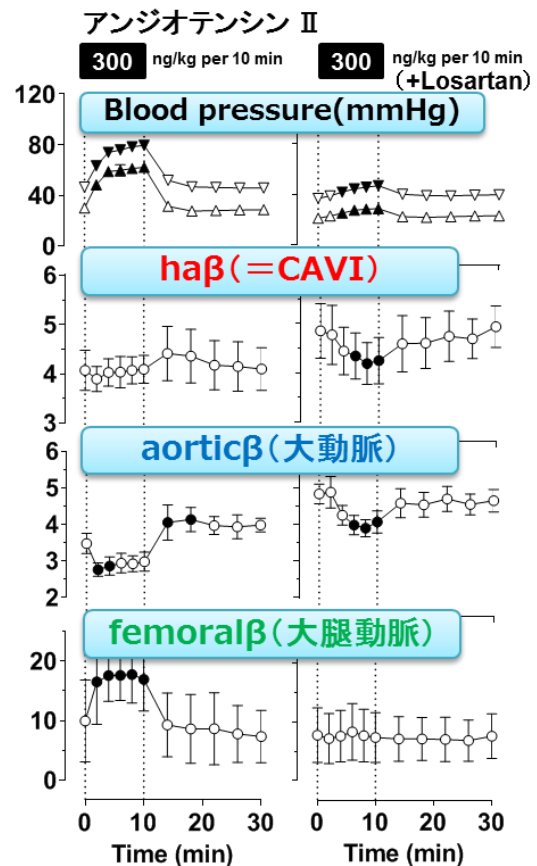 アンジオテンシン Ⅱ
300 ng/kg per 10 min
300 ng/kg per 10 min
（+Losartan）
Blood pressure(mmHg)
120
80
40
0
haβ（＝CAVI）
6
5
4
3
aorticβ（大動脈）
6
5
4
3
2
femoralβ（大腿動脈）
20
10
0
0 10 20 30
0 10 20 30
Time (min)
Time (min)